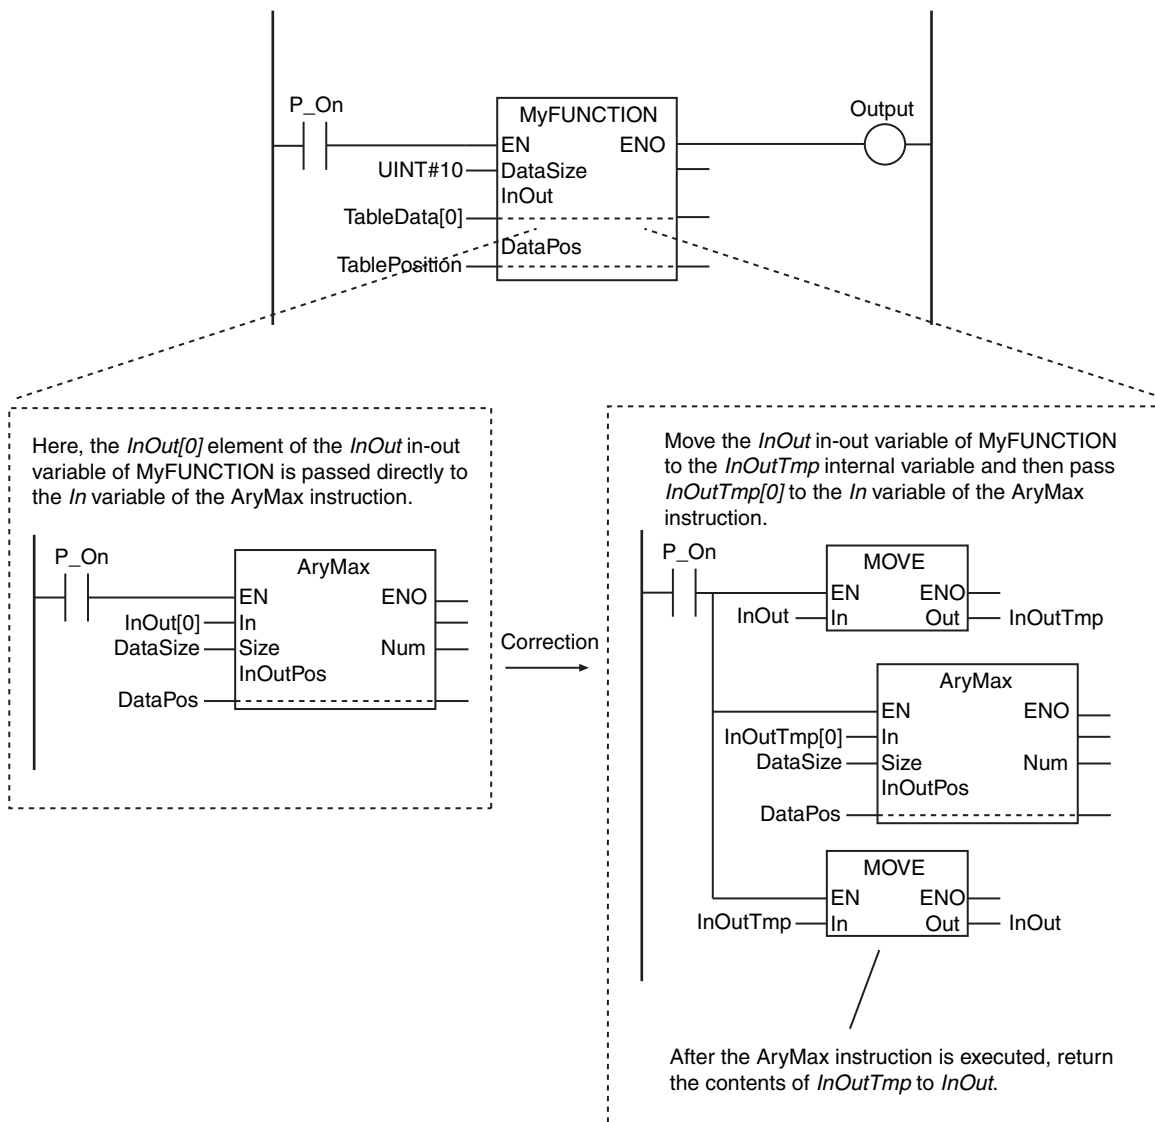 P_On
MyFUNCTION
Output
EN ENO
UINT#10 DataSize
InOut
TableData[0]
DataPos
TablePosition
Here, the InOut[0] element of the InOut in-out
variable of MyFUNCTION is passed directly to
the In variable of the AryMax instruction.
P_On
AryMax
EN ENO
InOut[0] In
DataSize Size Num
InOutPos
DataPos
Correction
Move the InOut in-out variable of MyFUNCTION
to the InOutTmp internal variable and then pass
InOutTmp[0] to the In variable of the AryMax
instruction.
P_On
MOVE
EN ENO
InOut In Out InOutTmp
AryMax
EN ENO
InOutTmp[0] In
DataSize Size Num
InOutPos
DataPos
MOVE
EN ENO
InOutTmp In Out InOut
After the AryMax instruction is executed, return
the contents of InOutTmp to InOut.